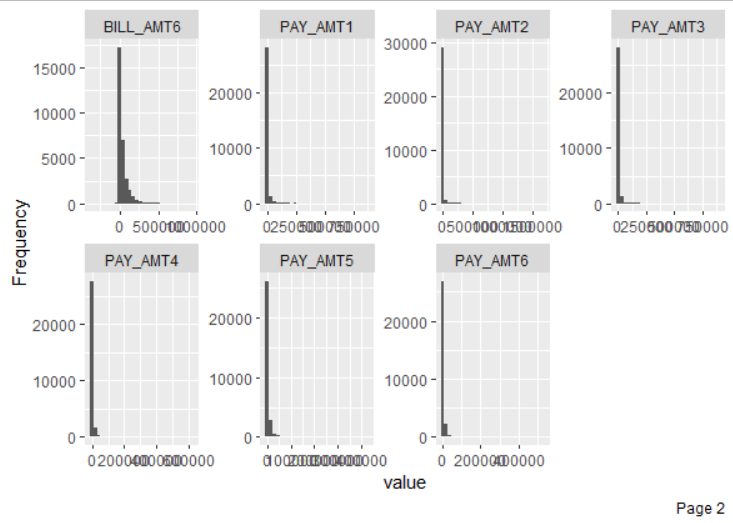 BILL_AMT6 PAY_AMT1 PAY_AMT2 PAY_AMT3
15000
10000
5000
0
20000
10000
0
30000
20000
10000
0
20000
10000
0
0 500000 1000000
0 250000 500000 750000
0 500000 1000000 1500000
0 250000 500000 750000
Frequency
PAY_AMT4 PAY_AMT5 PAY_AMT6
20000
10000
0
20000
10000
0
20000
10000
0
0 200000 400000 600000
0 100000 200000 300000 400000
0 200000 400000
value
Page 2